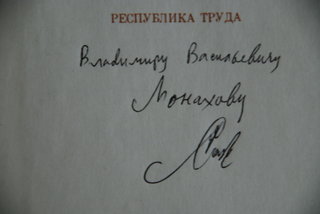 РЕСПУБЛИКА ТРУДА
Владимиру Васильевичу
Монахову